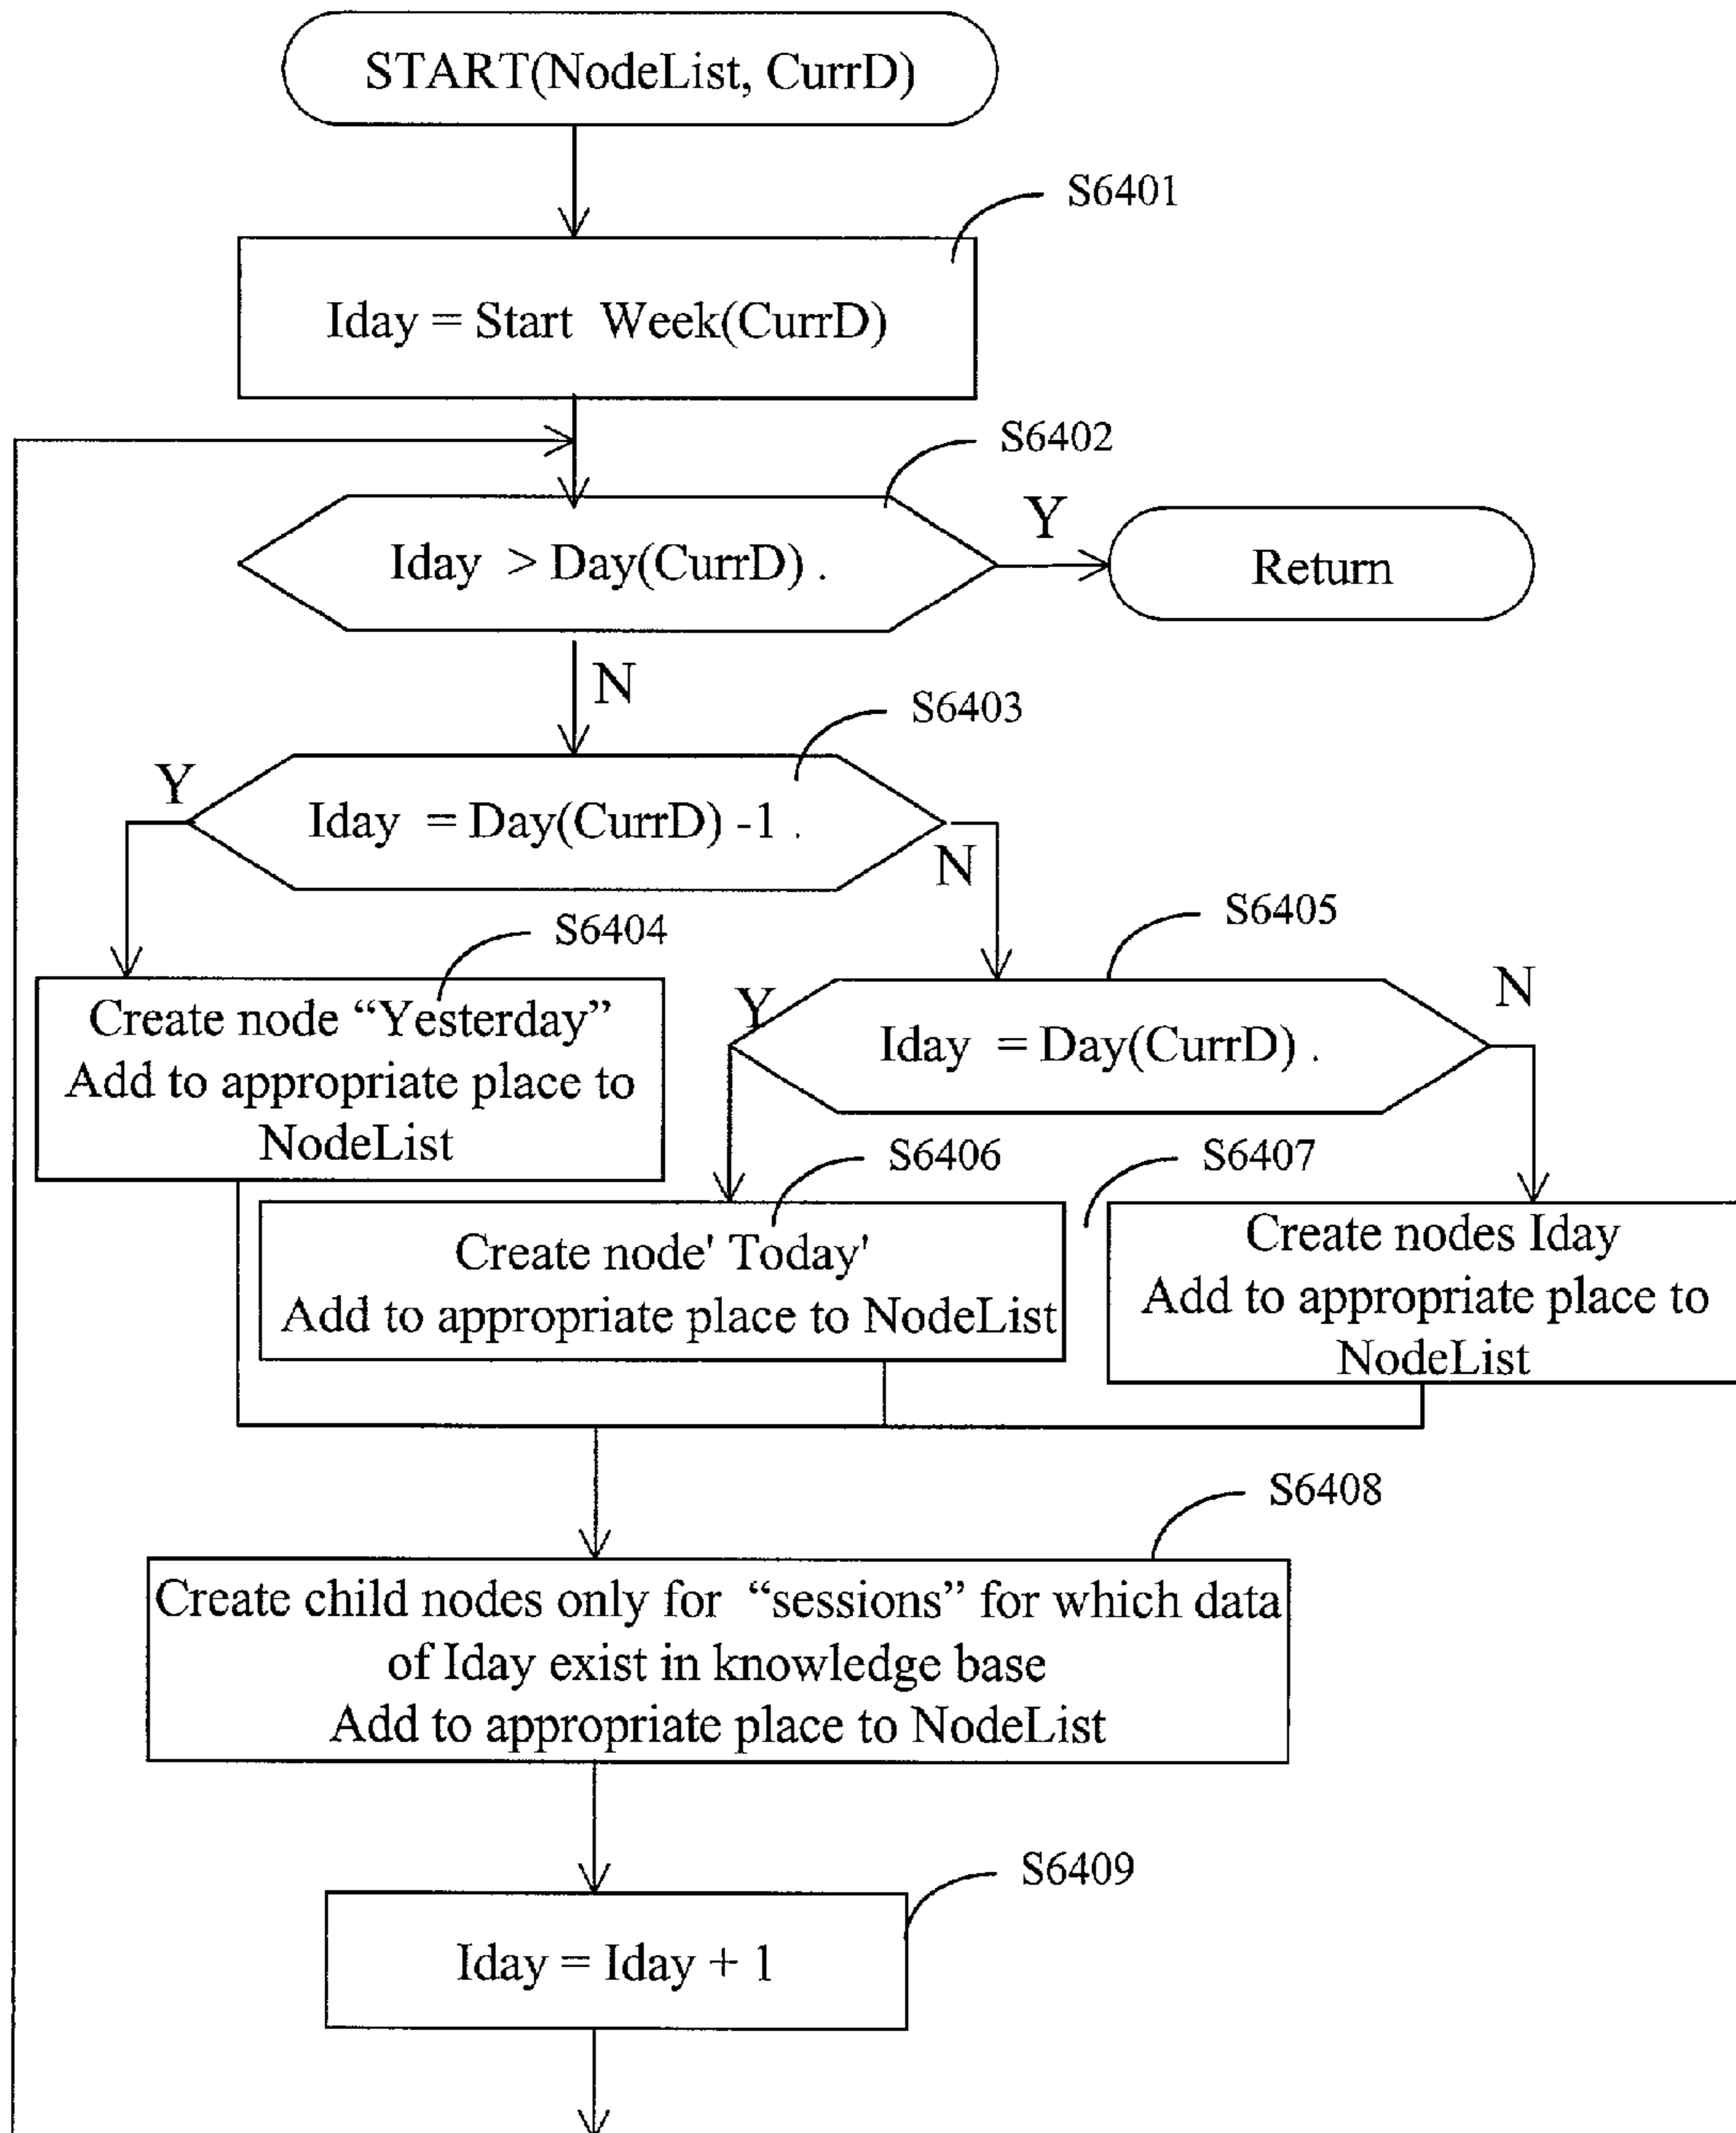 START(NodeList, CurrD)
S6401
Iday = Start Week(CurrD)
S6402
Iday > Day(CurrD) .
Y
Return
N
S6403
Y
Iday = Day(CurrD) -1 .
N
S6404
S6405
Create node “Yesterday”
Add to appropriate place to
NodeList
Y
Iday = Day(CurrD) .
N
S6406
S6407
Create node' Today'
Add to appropriate place to NodeList
Create nodes Iday
Add to appropriate place to
NodeList
S6408
Create child nodes only for “sessions” for which data
of Iday exist in knowledge base
Add to appropriate place to NodeList
S6409
Iday = Iday + 1